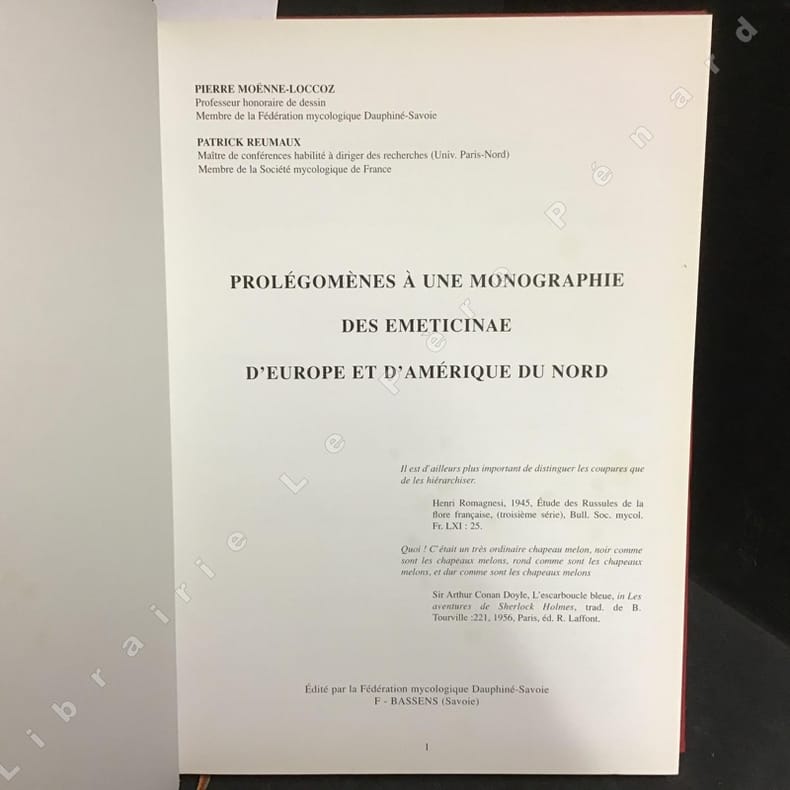 PIERRE MOËNNE-LOCCOZ
Professeur honoraire de dessin
Membre de la Fédération mycologique Dauphiné-Savoie
PATRICK REUMAUX
Maître de conférences habilité à diriger des recherches (Univ. Paris-Nord)
Membre de la Société mycologique de France
PROLÉGOMÈNES À UNE MONOGRAPHIE
DES EMETICINAE
D'EUROPE ET D'AMÉRIQUE DU NORD
Il est d'ailleurs plus important de distinguer les coupures que
de les hiérarchiser.
Henri Romagnesi, 1945, Étude des Russules de la
flore française, (troisième série), Bull. Soc. mycol.
Fr. LXI : 25.
Quoi ! C'était un très ordinaire chapeau melon, noir comme
sont les chapeaux melons, rond comme sont les chapeaux
melons, et dur comme sont les chapeaux melons
Sir Arthur Conan Doyle, L'escarboucle bleue, in Les
aventures de Sherlock Holmes, trad. de B.
Tourville :221, 1956, Paris, éd. R. Laffont.
Édité par la Fédération mycologique Dauphiné-Savoie
F - BASSENS (Savoie)
1
Librairie Le Père Pénard